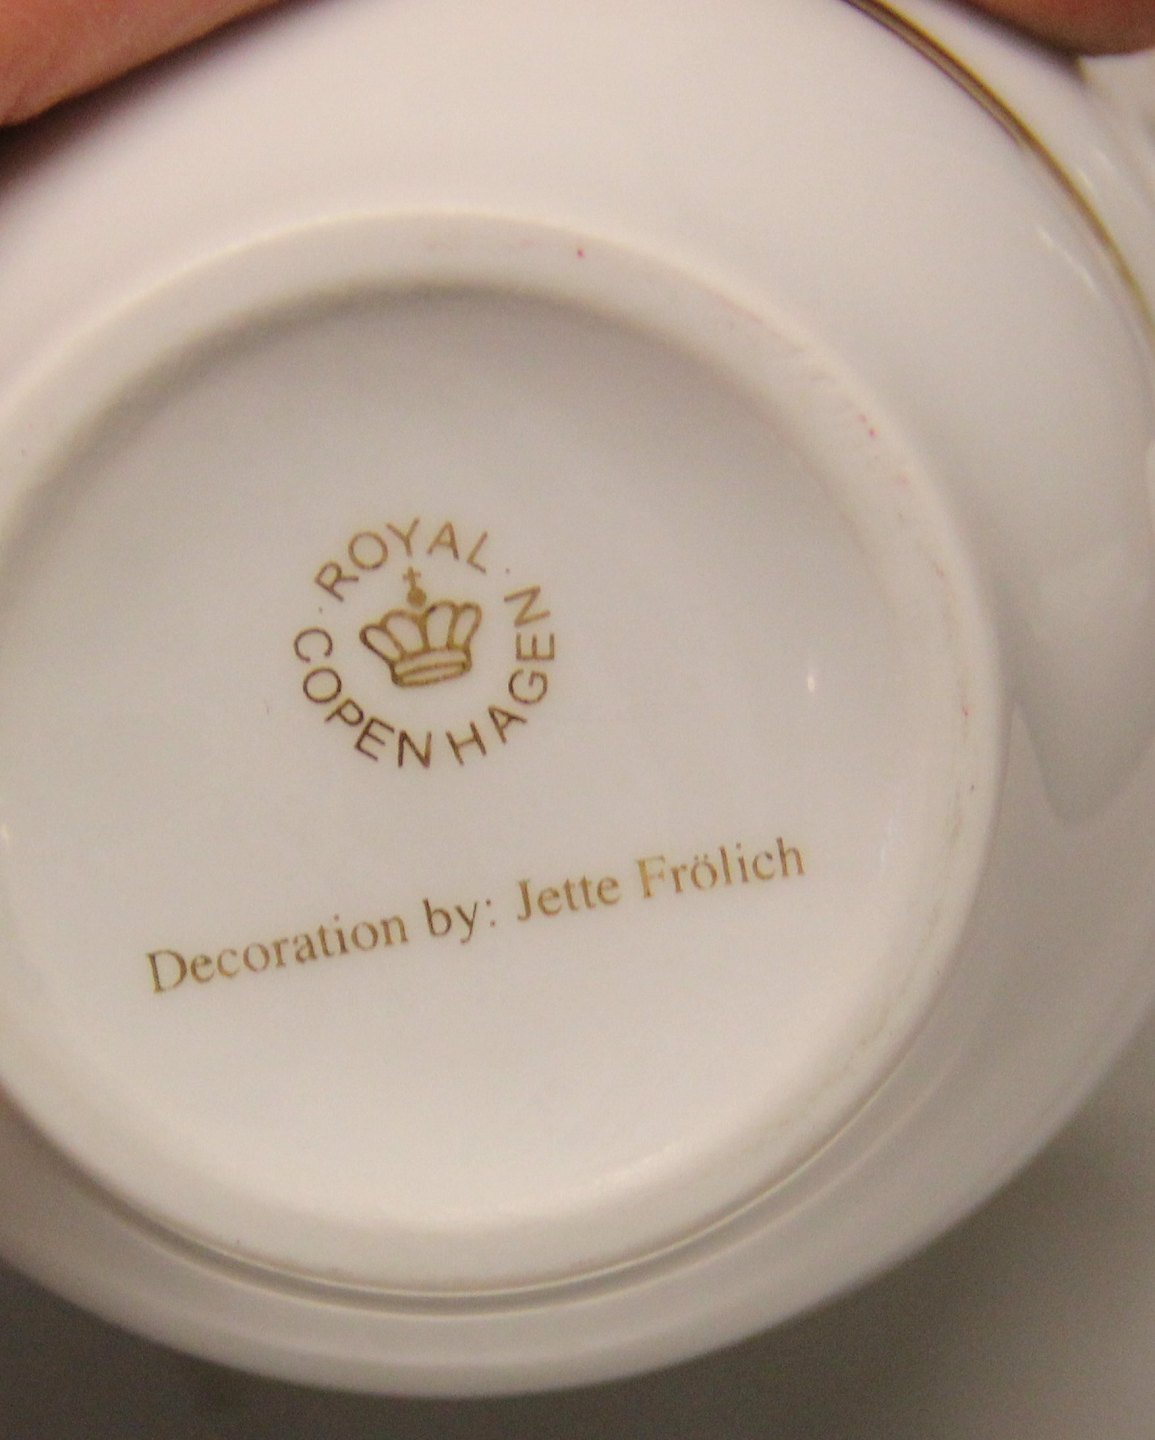 ROYAL
COPENHAGEN
Decoration by: Jette Frölich